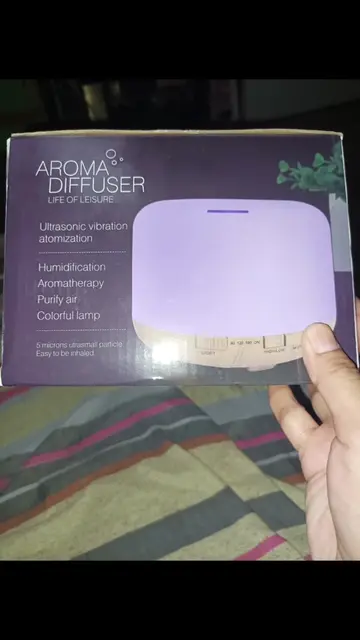 AROMA
DIFFUSER
LIFE OF LEISURE
Ultrasonic vibration
atomization
Humidification
Aromatherapy
Purify air
Colorful lamp
5 microns ultrasmall particle
Easy to be inhaled
LIGHT